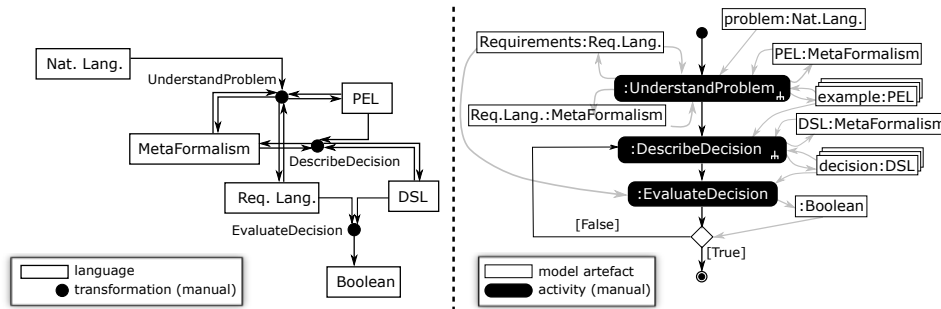 Nat. Lang.
UnderstandProblem
PEL
MetaFormalism
DescribeDecision
Req. Lang.
DSL
EvaluateDecision
Boolean
language
transformation (manual)
problem:Nat.Lang.
Requirements:Req.Lang.
PEL:MetaFormalism
:UnderstandProblem
example:PEL
Req.Lang.:MetaFormalism
DSL:MetaFormalism
:DescribeDecision
decision:DSL
:EvaluateDecision
:Boolean
[False]
[True]
model artefact
activity (manual)